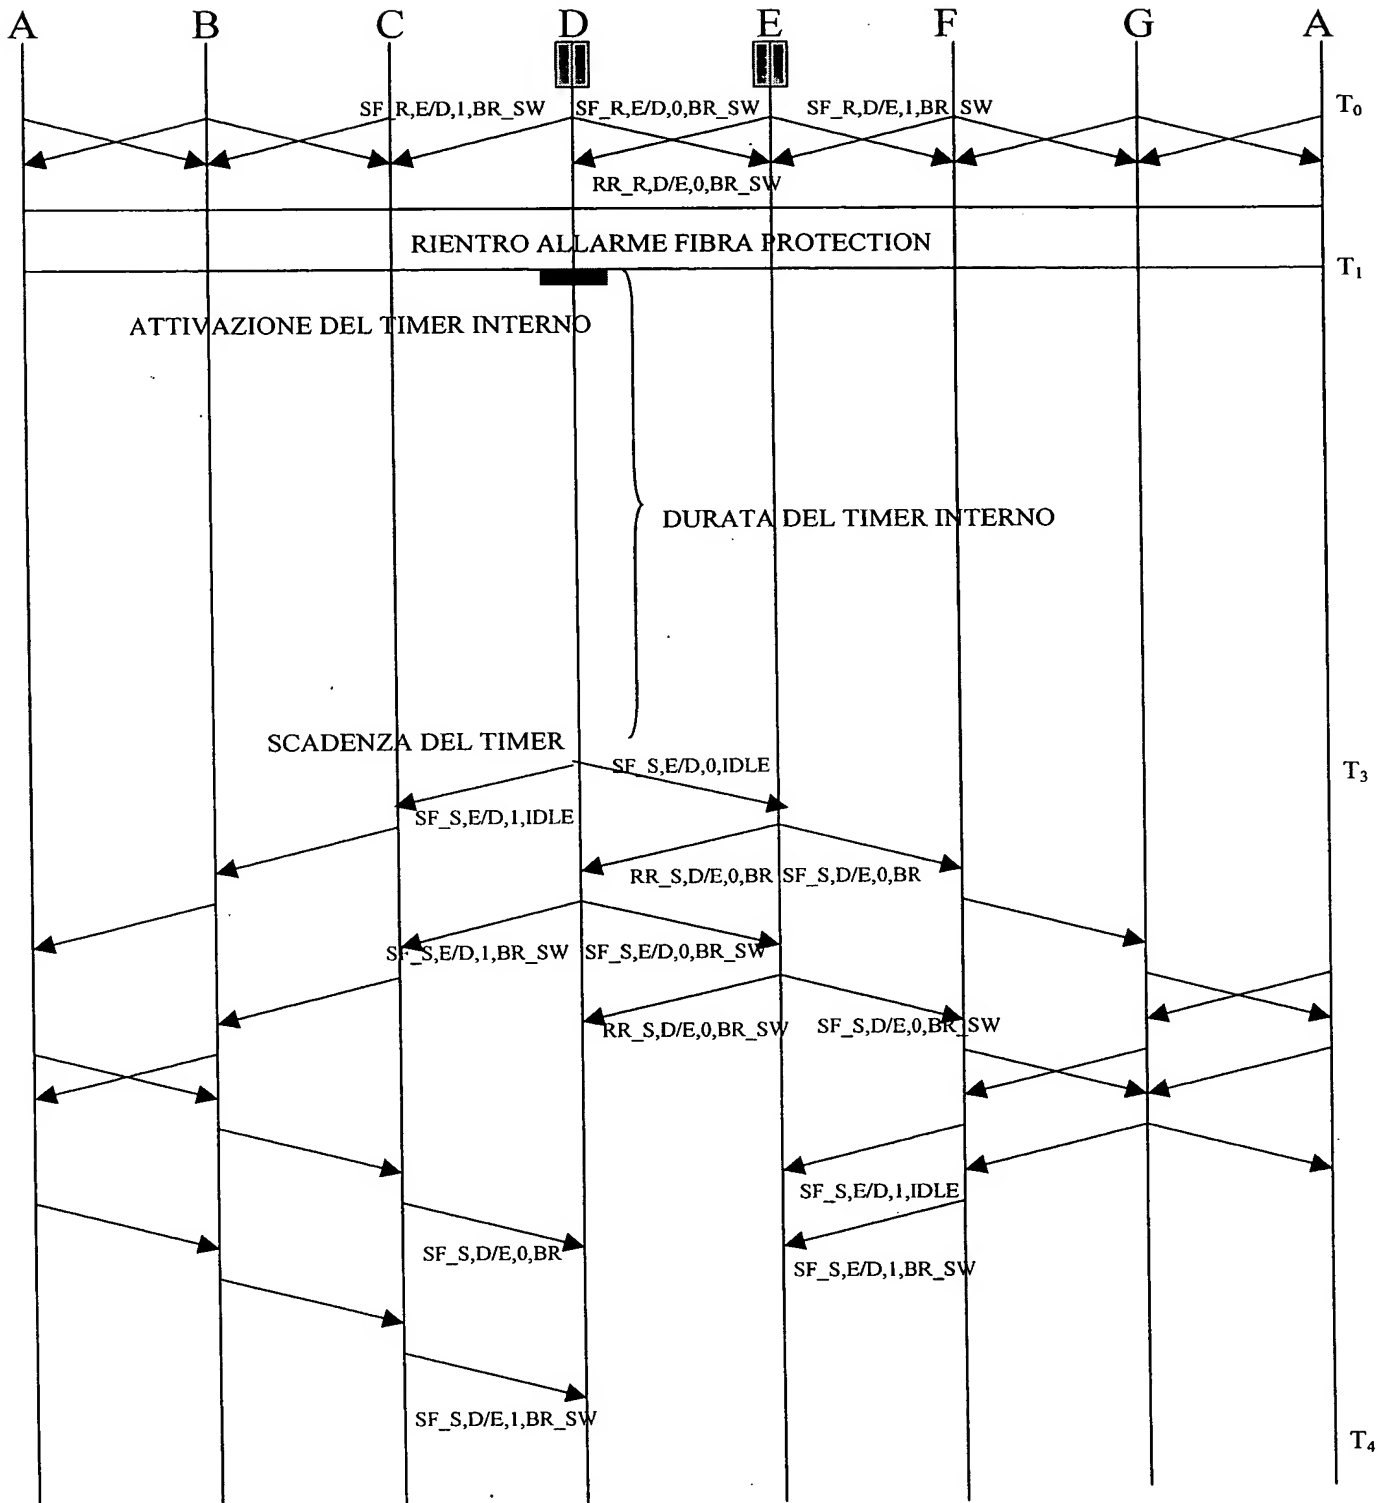 A B C D E F G A
SF_R,E/D,1,BR_SW SF_R,E/D,0,BR_SW SF_R,D/E,1,BR_SW T0
RR_R,D/E,0,BR_SW
RIENTRO ALLARME FIBRA PROTECTION
T1
ATTIVAZIONE DEL TIMER INTERNO
DURATA DEL TIMER INTERNO
SCADENZA DEL TIMER
SF_S,E/D,0,IDLE T3
SF_S,E/D,1,IDLE
RR_S,D/E,0,BR SF_S,D/E,0,BR
SF_S,E/D,1,BR_SW SF_S,E/D,0,BR_SW
RR_S,D/E,0,BR_SW SF_S,D/E,0,BR_SW
SF_S,E/D,1,IDLE
SF_S,D/E,0,BR
SF_S,E/D,1,BR_SW
SF_S,D/E,1,BR_SW
T4